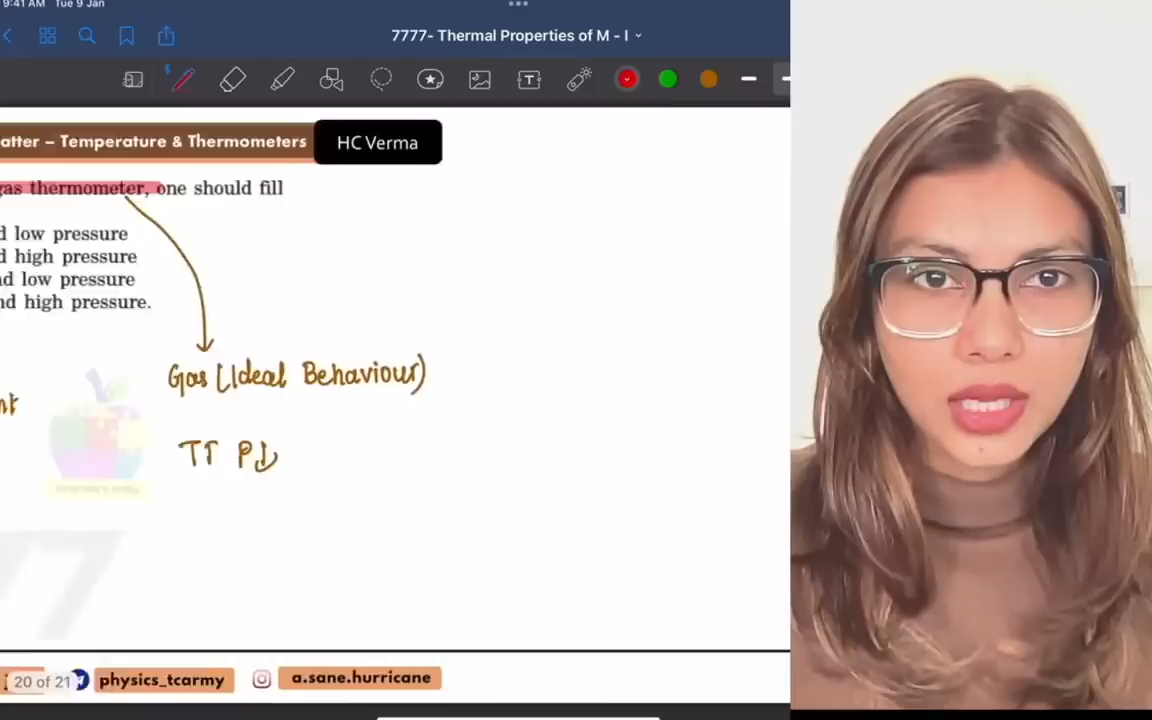 9:41 AM Tue 9 Jan
7777- Thermal Properties of M - I
atter – Temperature & Thermometers
HC Verma
gas thermometer, one should fill
d low pressure
d high pressure
nd low pressure
nd high pressure.
Gas (Ideal Behaviour)
T↑ P↓
20 of 21
physics_tcarmy
a.sane.hurricane